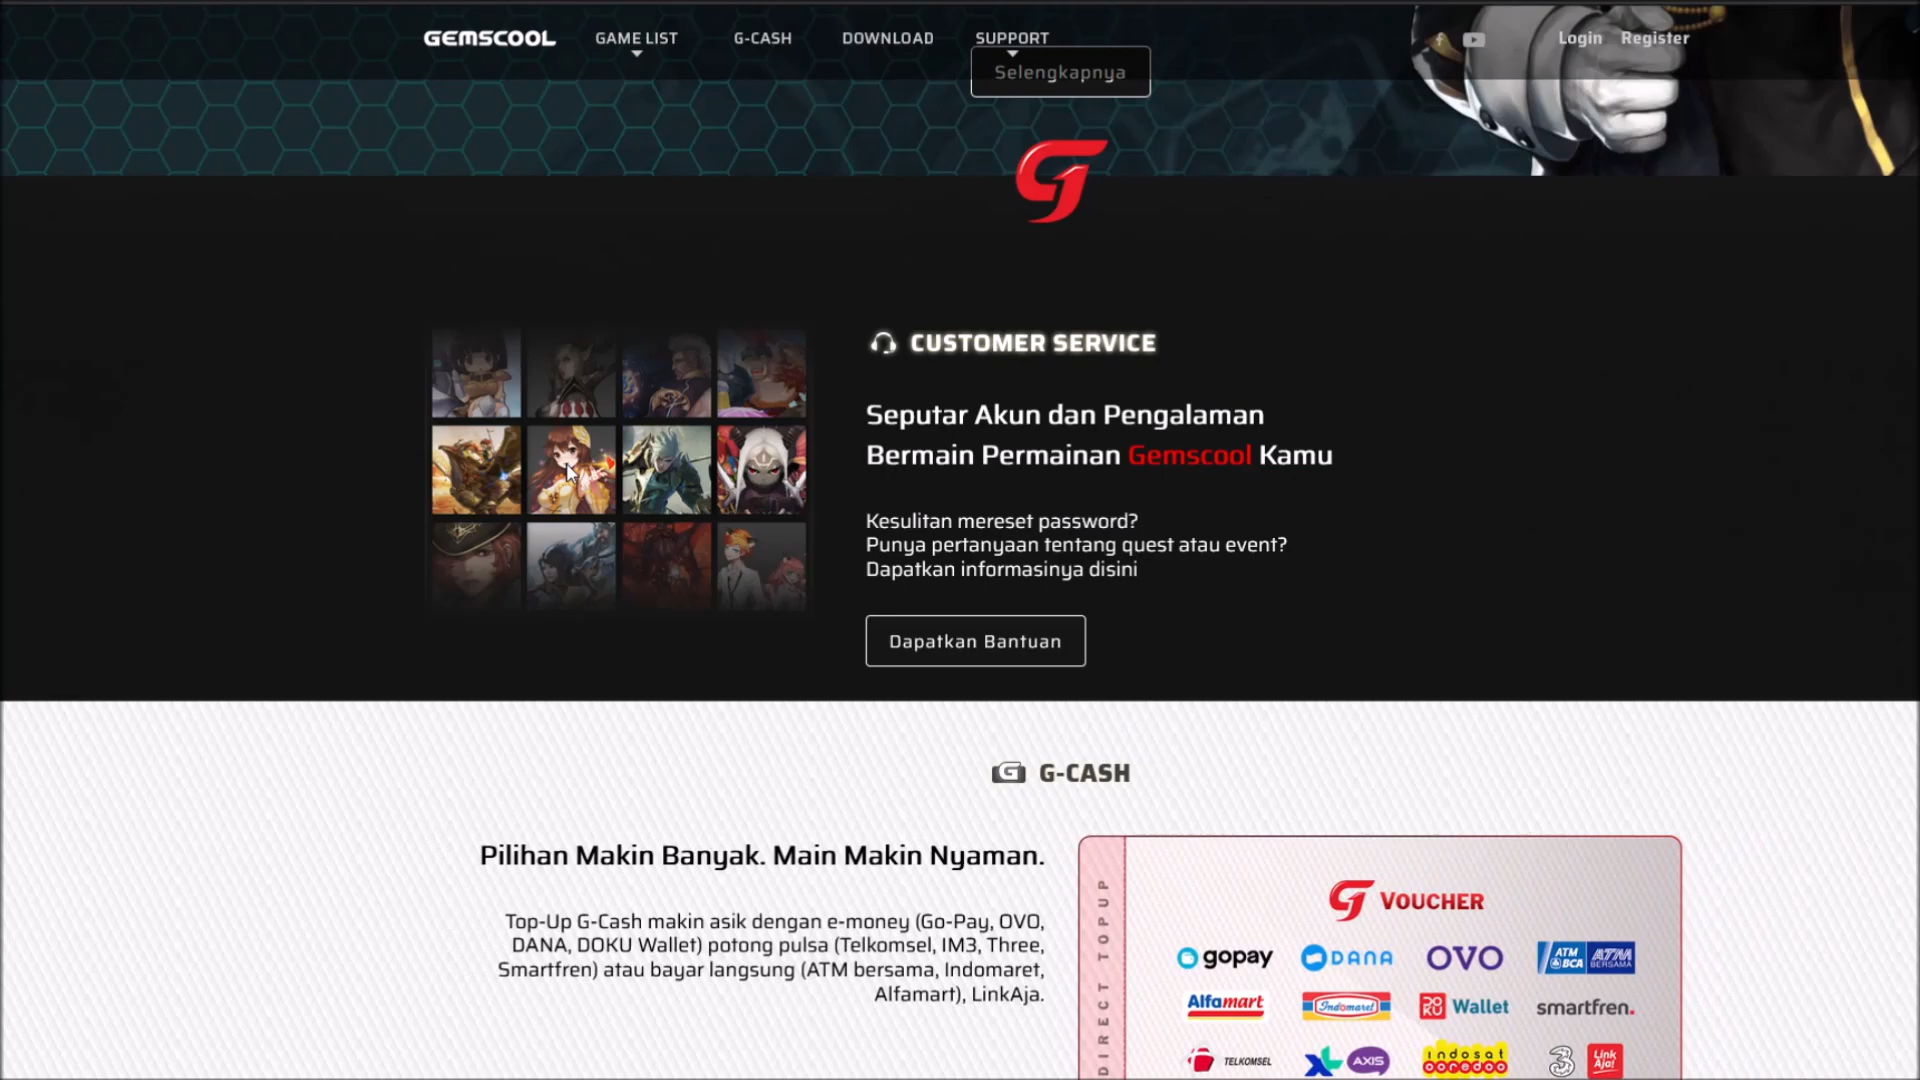 GEMSCOOL
GAME LIST
G-CASH
DOWNLOAD
SUPPORT
Login
Register
Selengkapnya
CUSTOMER SERVICE
Seputar Akun dan Pengalaman
Bermain Permainan Gemscool Kamu
Kesulitan mereset password?
Punya pertanyaan tentang quest atau event?
Dapatkan informasinya disini
Dapatkan Bantuan
G-CASH
Pilihan Makin Banyak. Main Makin Nyaman.
Top-Up G-Cash makin asik dengan e-money (Go-Pay, OVO,
DANA, DOKU Wallet) potong pulsa (Telkomsel, IM3, Three,
Smartfren) atau bayar langsung (ATM bersama, Indomaret,
Alfamart), LinkAja.
DIRECT TOPUP
VOUCHER
gopay
DANA
OVO
ATM BCA
ATM BERSAMA
Alfamart
Indomaret
DOKU Wallet
smartfren.
TELKOMSEL
XL
AXIS
indosat ooredoo
3
Link Aja!